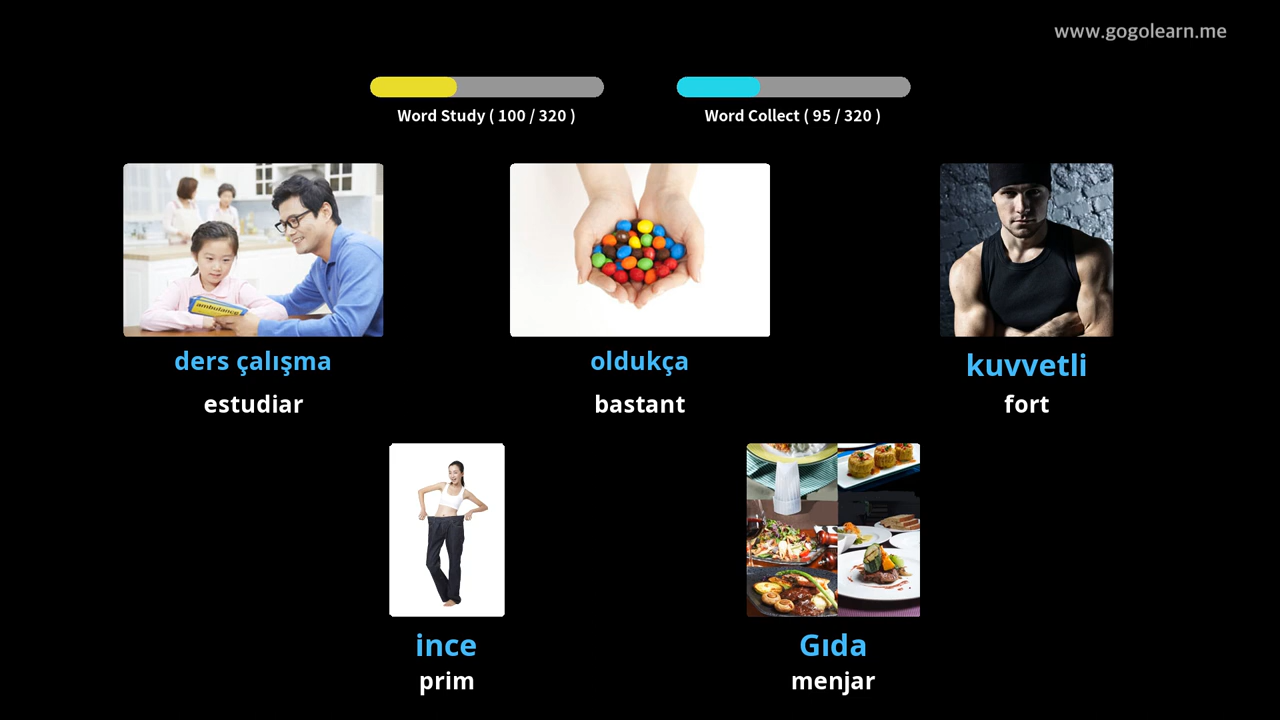 www.gogolearn.me
Word Study ( 100 / 320 )
Word Collect ( 95 / 320 )
ambulance
ders çalışma
oldukça
kuvvetli
estudiar
bastant
fort
ince
Gıda
prim
menjar